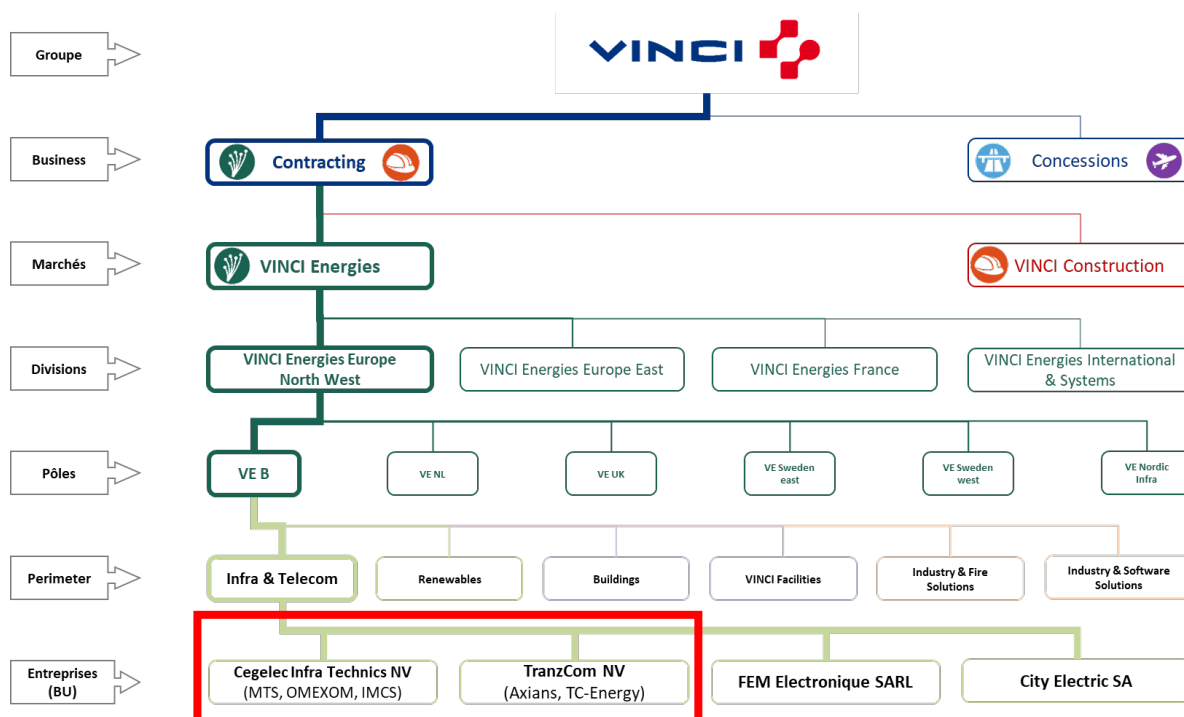 Groupe
VINCI
Business
Contracting
Concessions
Marchés
VINCI Energies
VINCI Construction
Divisions
VINCI Energies Europe
North West
VINCI Energies Europe East
VINCI Energies France
VINCI Energies International
& Systems
Pôles
VE B
VE NL
VE UK
VE Sweden
east
VE Sweden
west
VE Nordic
Infra
Perimeter
Infra & Telecom
Renewables
Buildings
VINCI Facilities
Industry & Fire
Solutions
Industry & Software
Solutions
Entreprises
(BU)
Cegelec Infra Technics NV
(MTS, OMEXOM, IMCS)
TranzCom NV
(Axians, TC-Energy)
FEM Electronique SARL
City Electric SA